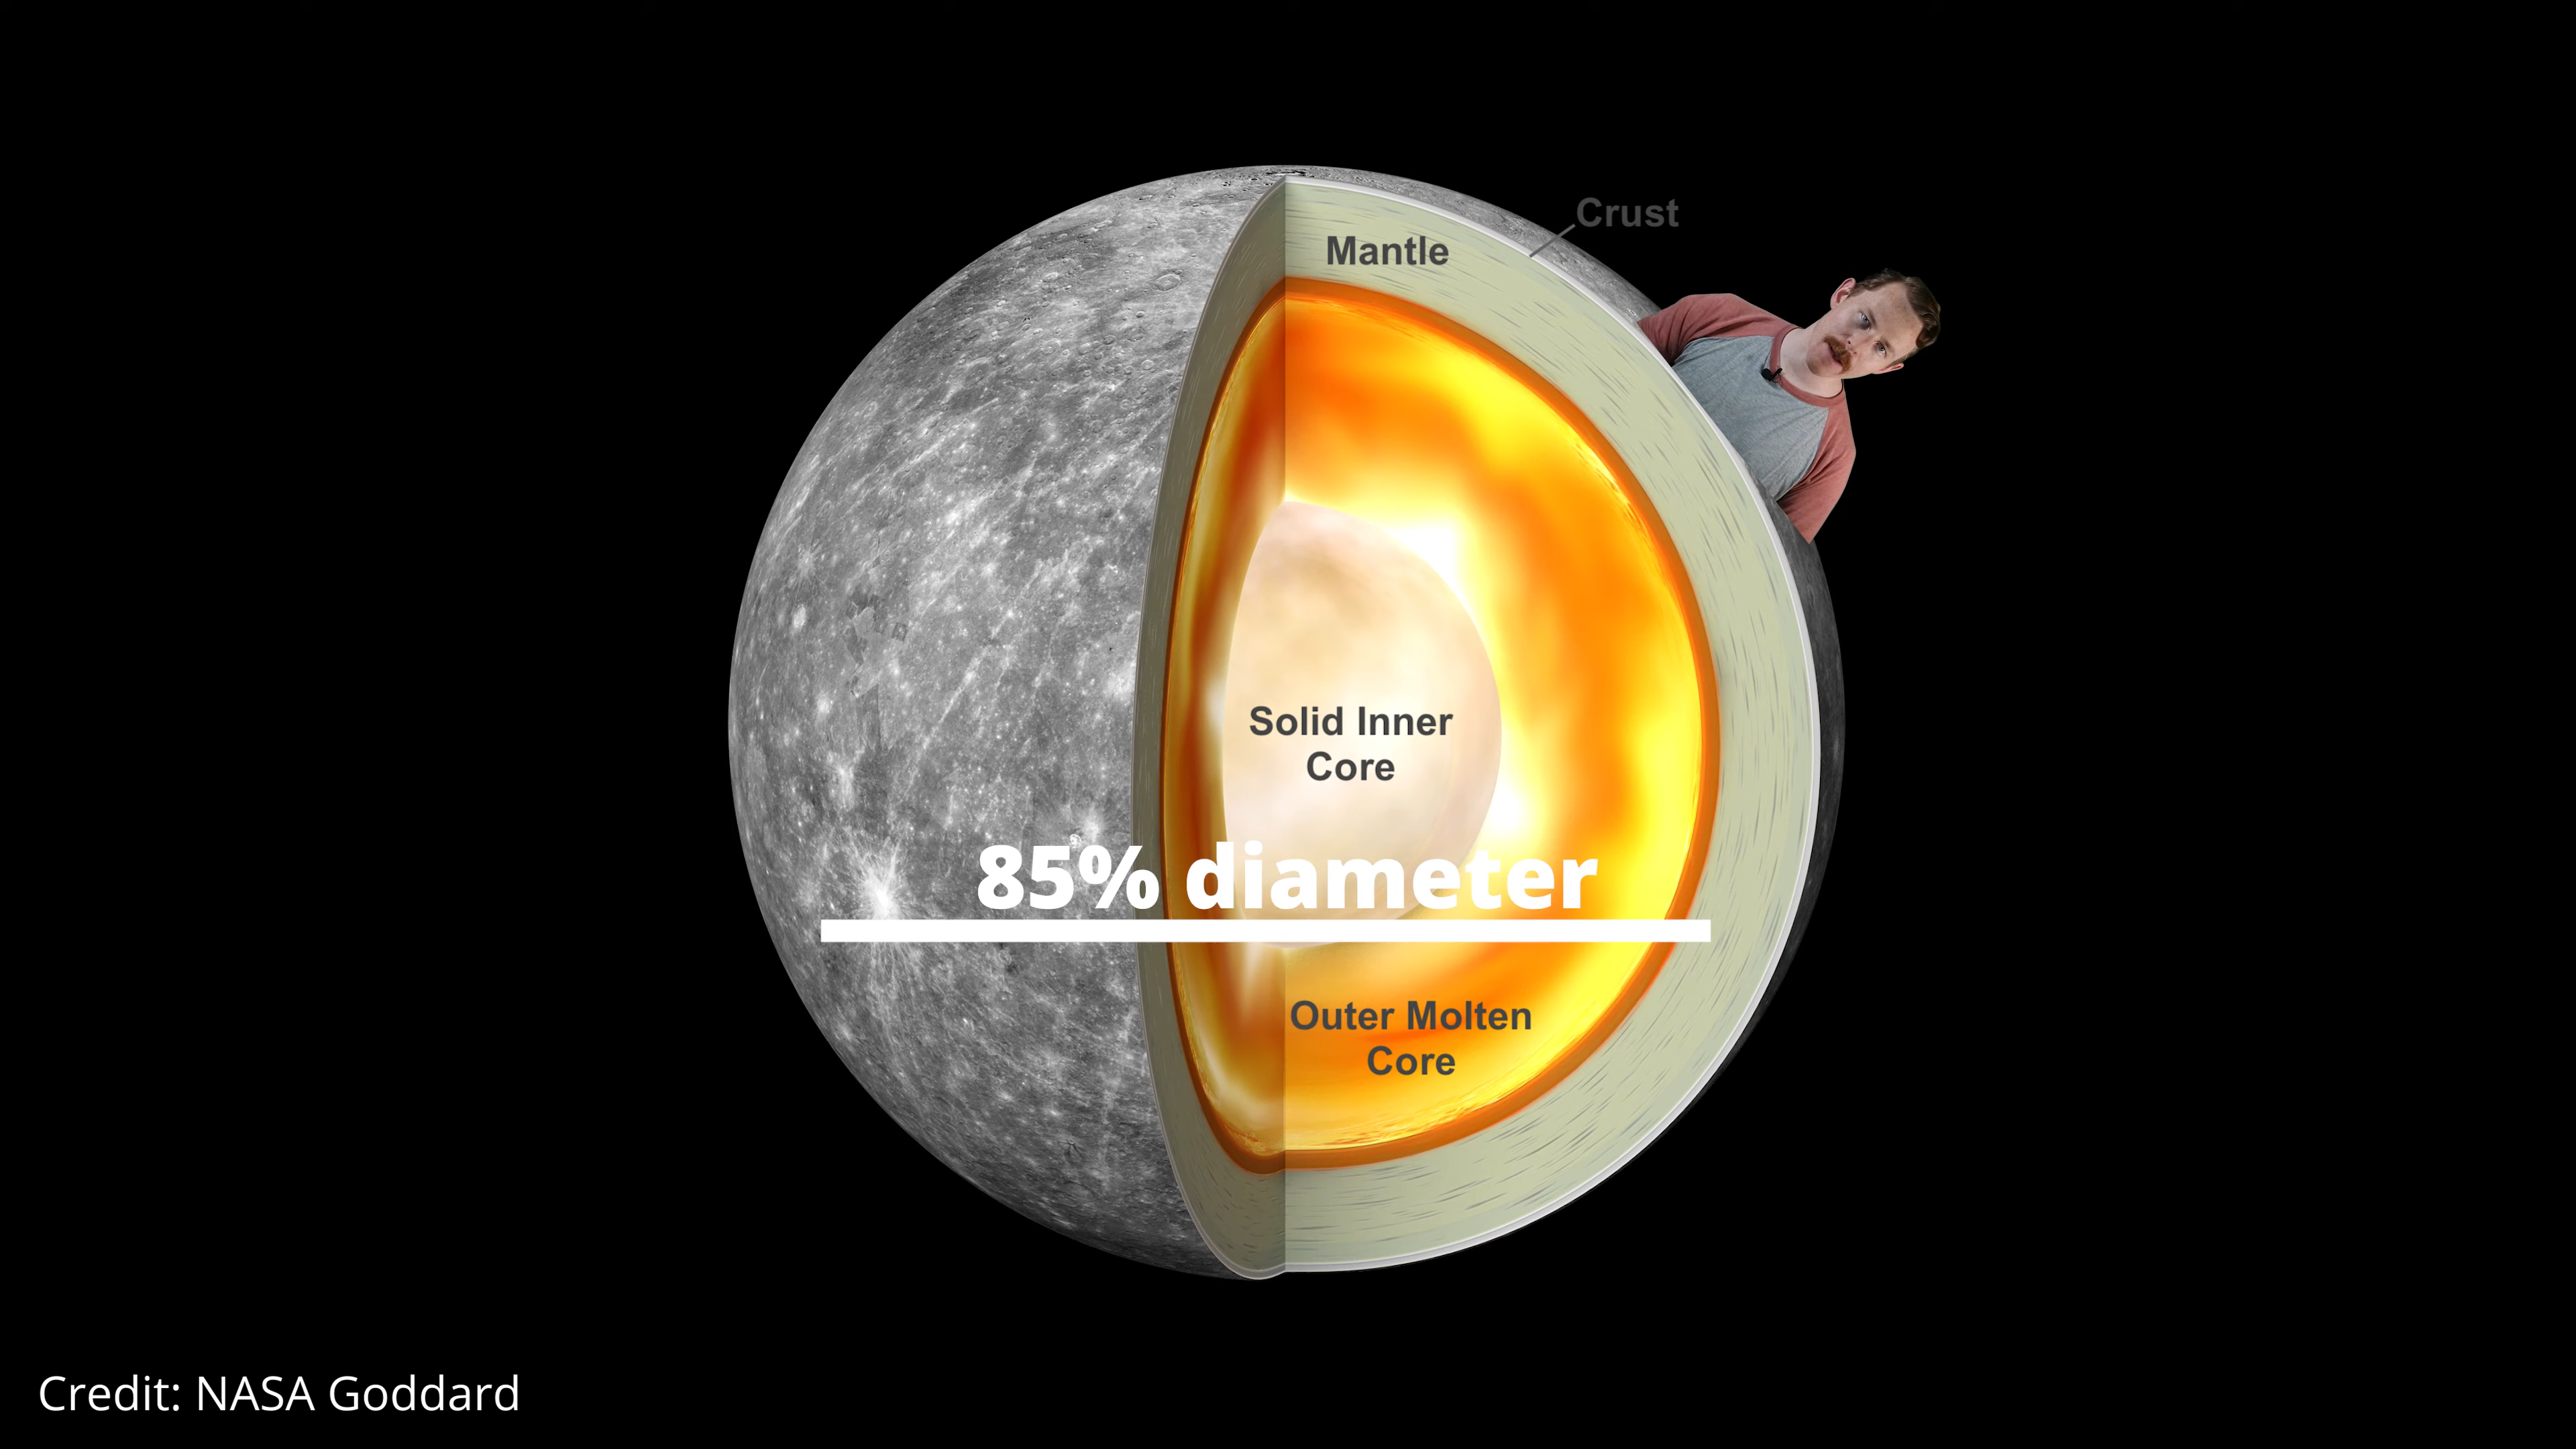 Crust
Mantle
Solid Inner
Core
85% diameter
Outer Molten
Core
Credit: NASA Goddard